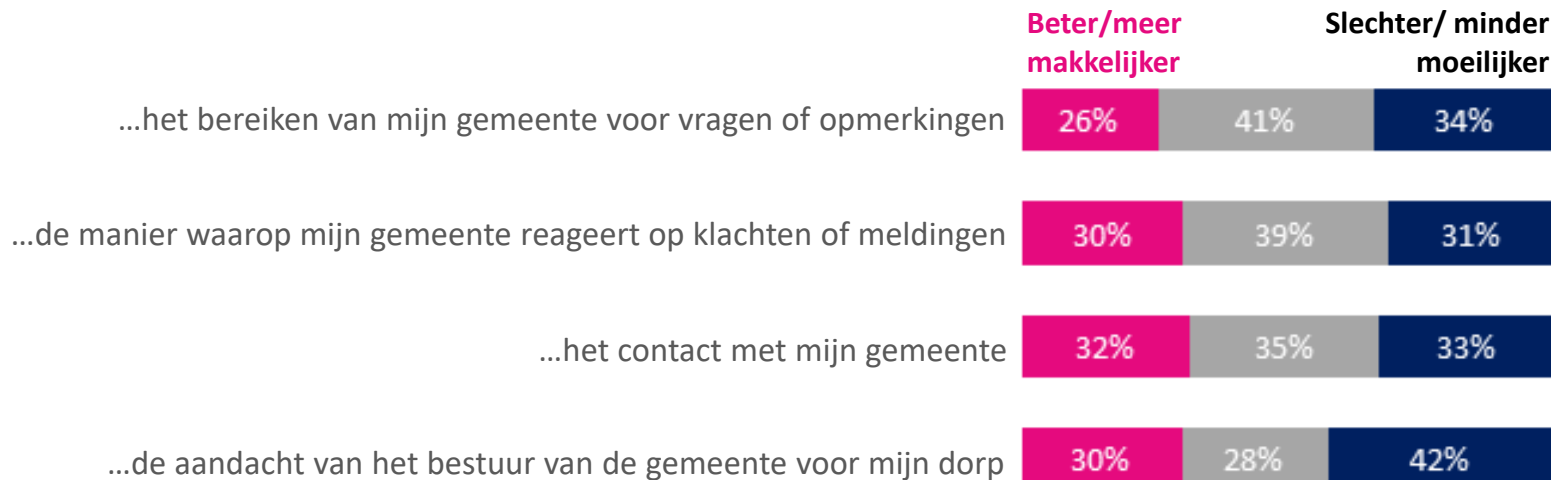 Beter/meer Slechter/ minder
makkelijker moeilijker
...het bereiken van mijn gemeente voor vragen of opmerkingen 26% 41% 34%
...de manier waarop mijn gemeente reageert op klachten of meldingen 30% 39% 31%
...het contact met mijn gemeente 32% 35% 33%
...de aandacht van het bestuur van de gemeente voor mijn dorp 30% 28% 42%